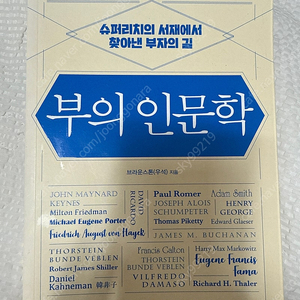 슈퍼리치의 서재에서
찾아낸 부자의 길
부의 인문학
브라운스톤(우석) 지음
JOHN MAYNARD
KEYNES
Milton Friedman
Michael Eugene Porter
Friedrich August von Hayek
DAVID
RICARDO
Paul Romer
Adam Smith
JOSEPH ALOIS
SCHUMPETER
HENRY
GEORGE
Thomas Piketty
Edward Glaeser
JAMES M. BUCHANAN
THORSTEIN
BUNDE VEBLEN
Robert James Shiller
Daniel
Kahneman
韓非子
Francis Galton
THORSTEIN
BUNDE VEBLEN
VILFREDO
DAMASO
Harry Max Markowitz
Eugene Francis
Fama
Richard H. Thaler